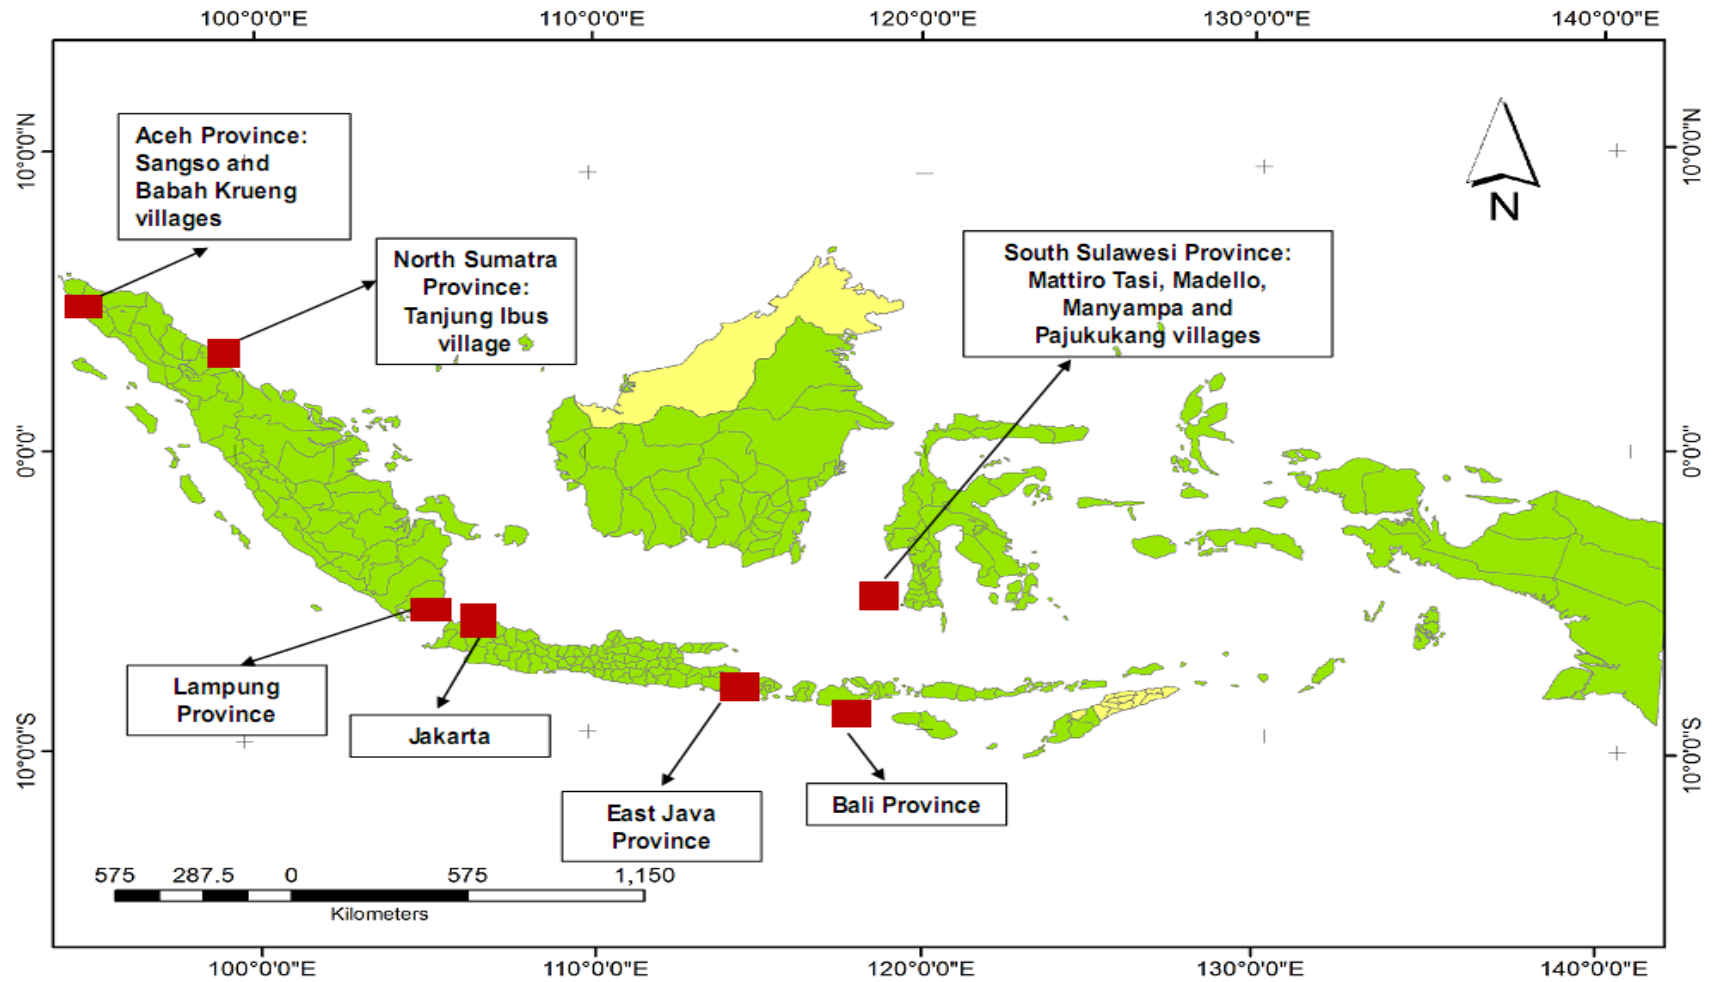 100°0'0"E 110°0'0"E 120°0'0"E 130°0'0"E 140°0'0"E
10°0'0"N
10°0'0"N
Aceh Province:
Sangso and
Babah Krueng
villages
N
North Sumatra
Province:
Tanjung Ibus
village
South Sulawesi Province:
Mattiro Tasi, Madello,
Manyampa and
Pajukukang villages
0°0'0"
0°0'0"
Lampung
Province
Jakarta
10°0'0"S
10°0'0"S
East Java
Province
Bali Province
575 287.5 0 575 1,150
Kilometers
100°0'0"E 110°0'0"E 120°0'0"E 130°0'0"E 140°0'0"E